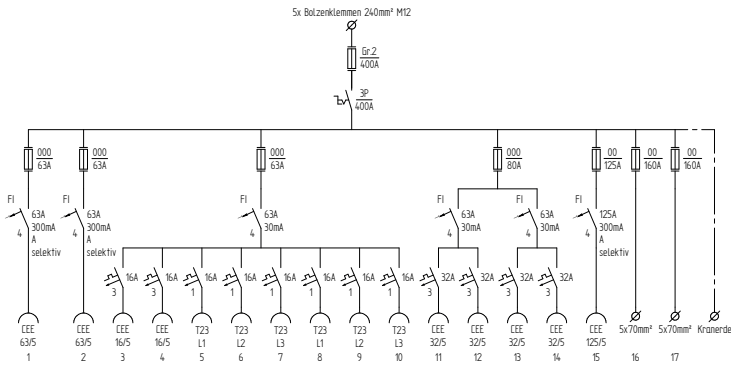 5x Bolzenklemmen 240mm² M12
Gr.2
400A
3P
400A
000
63A
000
63A
000
63A
000
80A
00
125A
00
160A
00
160A
FI
63A
300mA
A
selektiv
4
FI
63A
300mA
A
selektiv
4
FI
63A
30mA
4
FI
63A
30mA
4
FI
63A
30mA
4
FI
125A
300mA
A
selektiv
4
16A
3
16A
3
16A
1
16A
1
16A
1
16A
1
16A
1
16A
1
32A
3
32A
3
32A
3
32A
3
CEE CEE CEE CEE T23 T23 T23 T23 T23 T23 CEE CEE CEE CEE CEE 5x70mm² 5x70mm² Kranerde
63/5 63/5 16/5 16/5 L1 L2 L3 L1 L2 L3 32/5 32/5 32/5 32/5 125/5
1 2 3 4 5 6 7 8 9 10 11 12 13 14 15 16 17